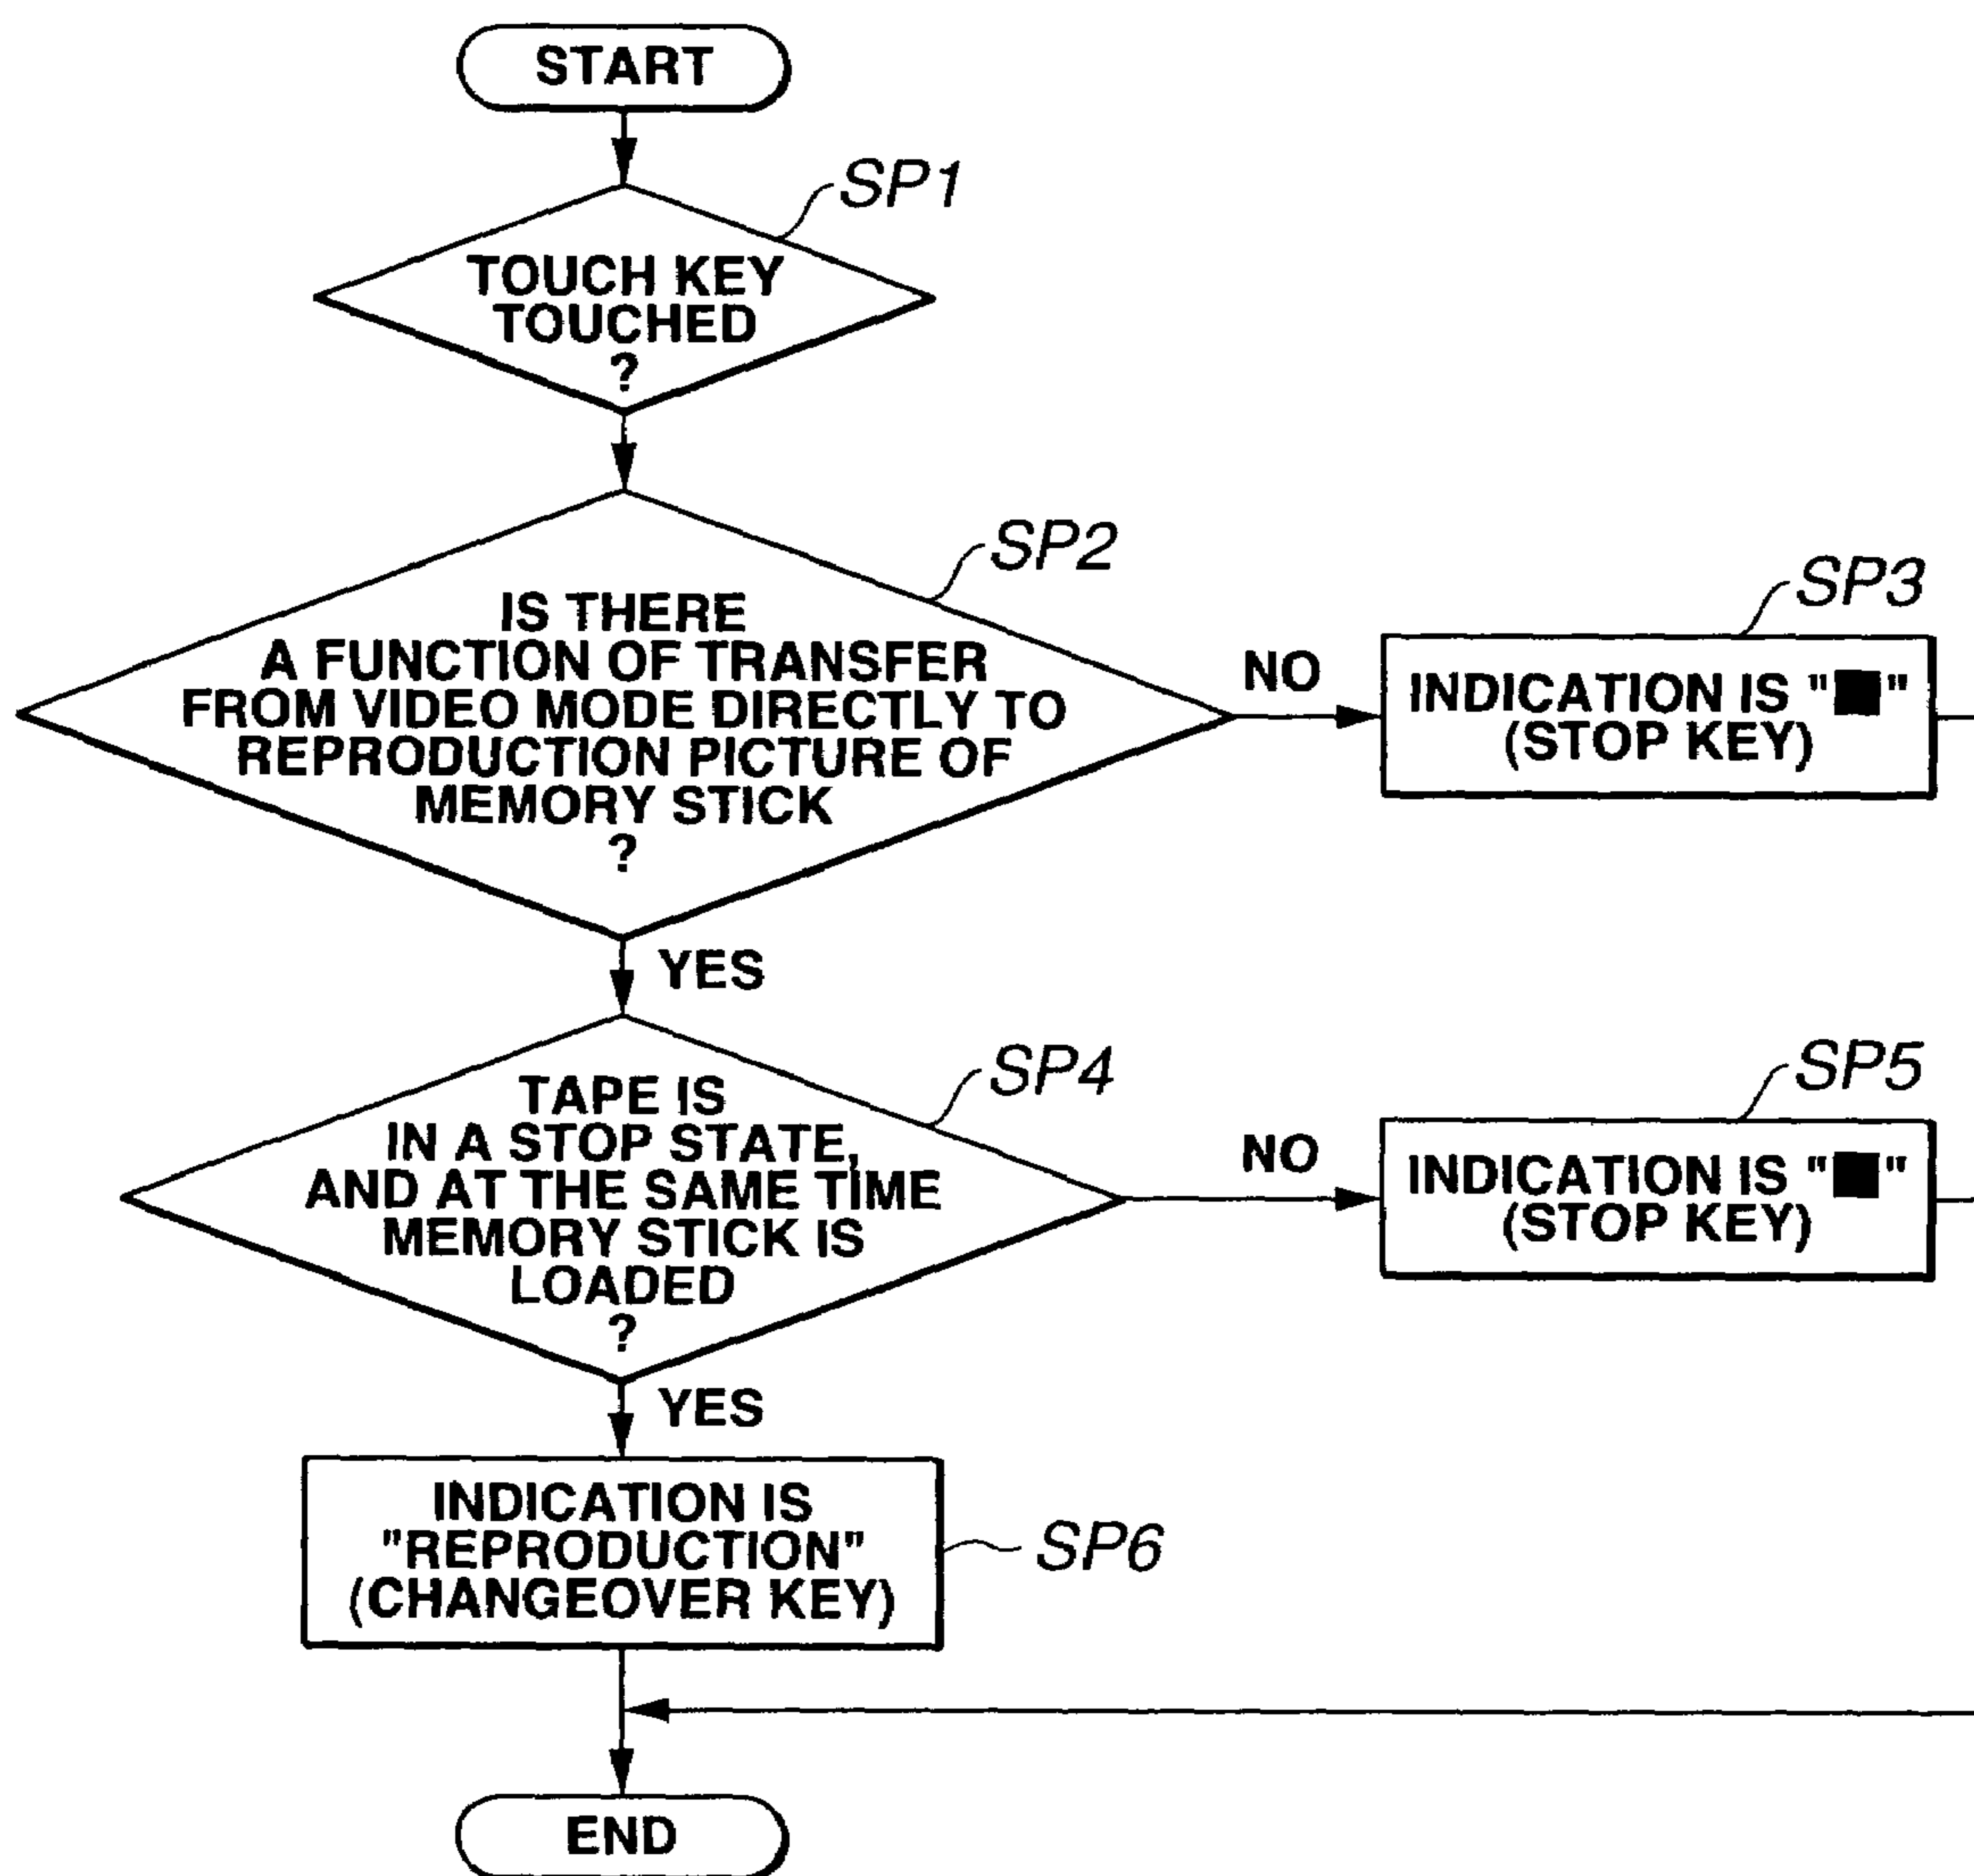 START
SP1
TOUCH KEY
TOUCHED
?
SP2
IS THERE
A FUNCTION OF TRANSFER
FROM VIDEO MODE DIRECTLY TO
REPRODUCTION PICTURE OF
MEMORY STICK
?
NO
SP3
INDICATION IS "■"
(STOP KEY)
YES
SP4
TAPE IS
IN A STOP STATE,
AND AT THE SAME TIME
MEMORY STICK IS
LOADED
?
NO
SP5
INDICATION IS "■"
(STOP KEY)
YES
INDICATION IS
"REPRODUCTION"
(CHANGEOVER KEY)
SP6
END